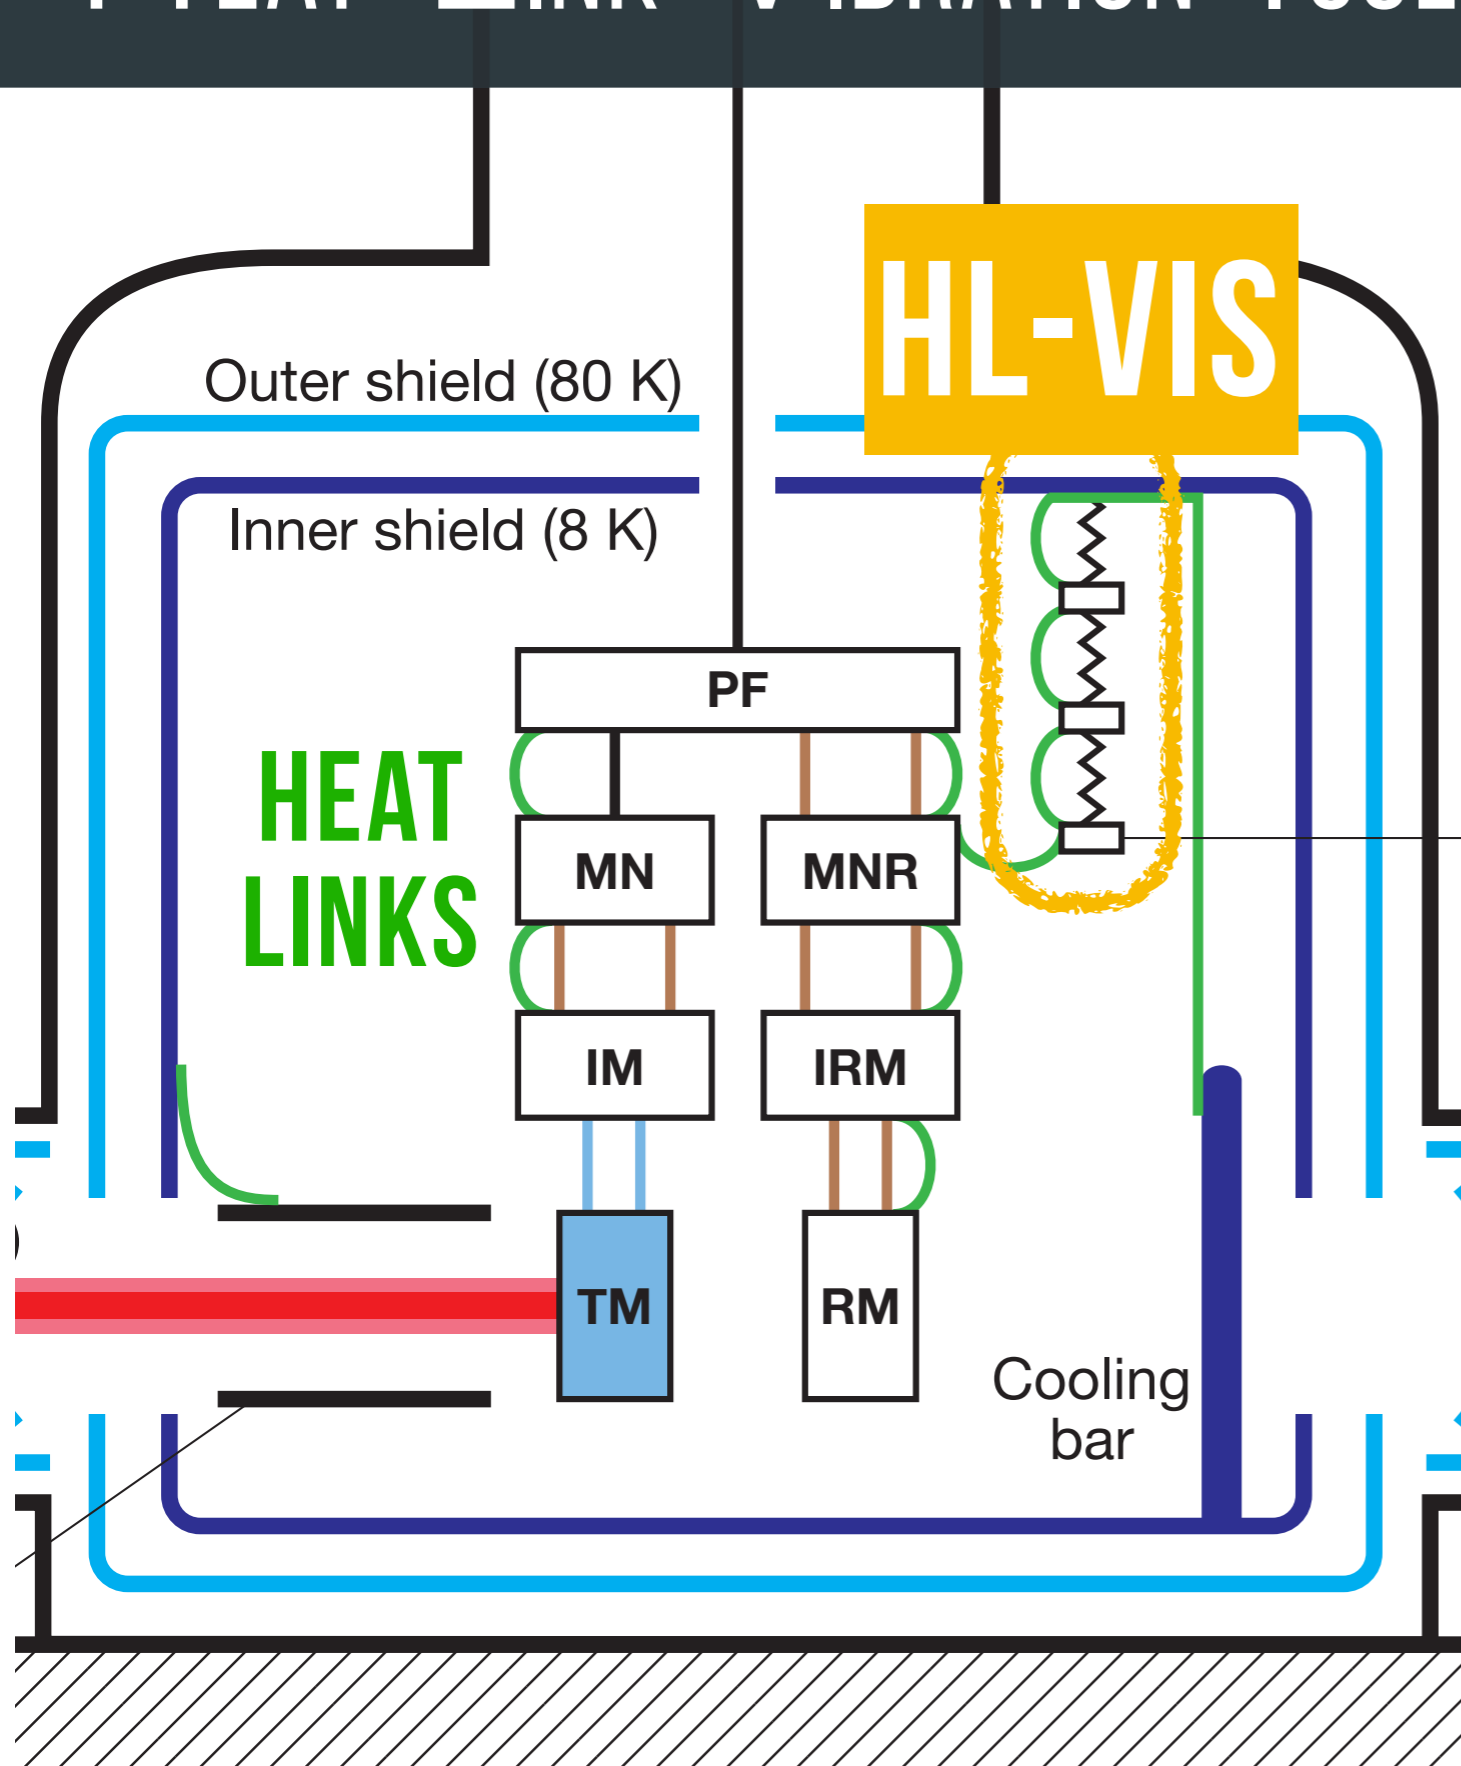 HL-VIS
Outer shield (80 K)
Inner shield (8 K)
PF
HEAT
LINKS
MN
MNR
IM
IRM
TM
RM
Cooling
bar